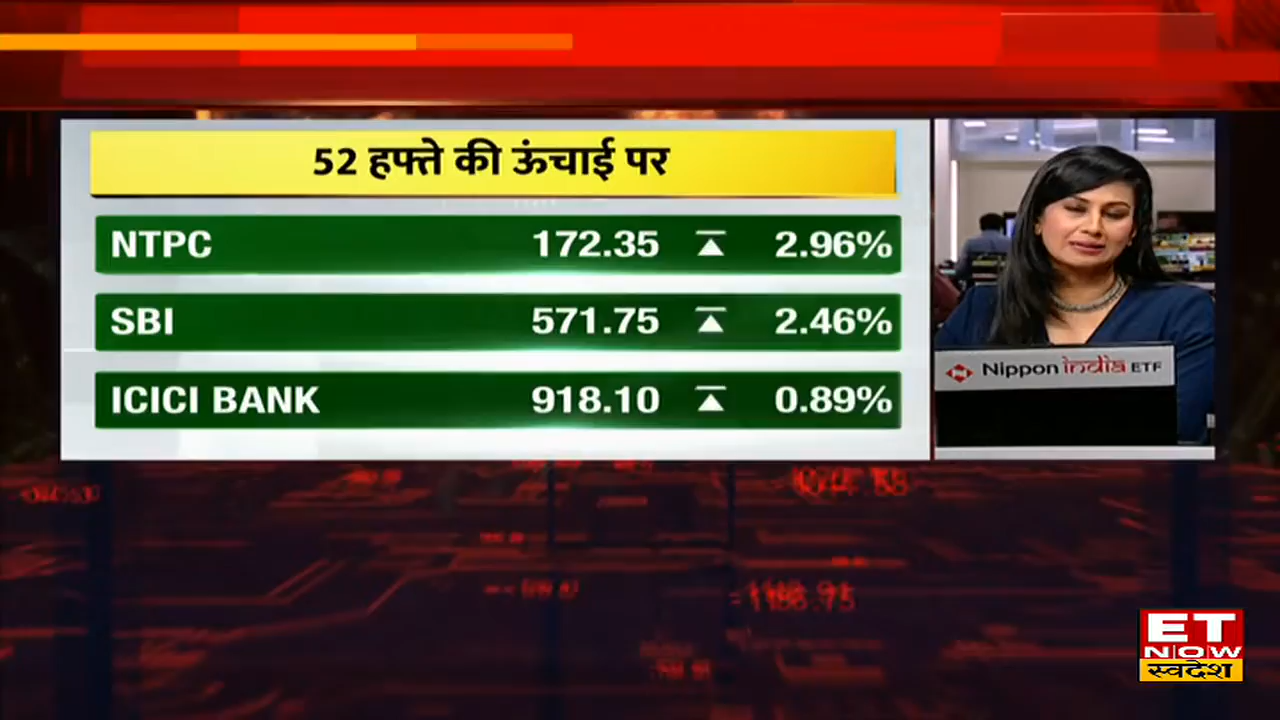 52 हफ्ते की ऊंचाई पर
NTPC 172.35 2.96%
SBI 571.75 2.46%
ICICI BANK 918.10 0.89%
Nippon india ETF
ET
NOW
स्वदेश